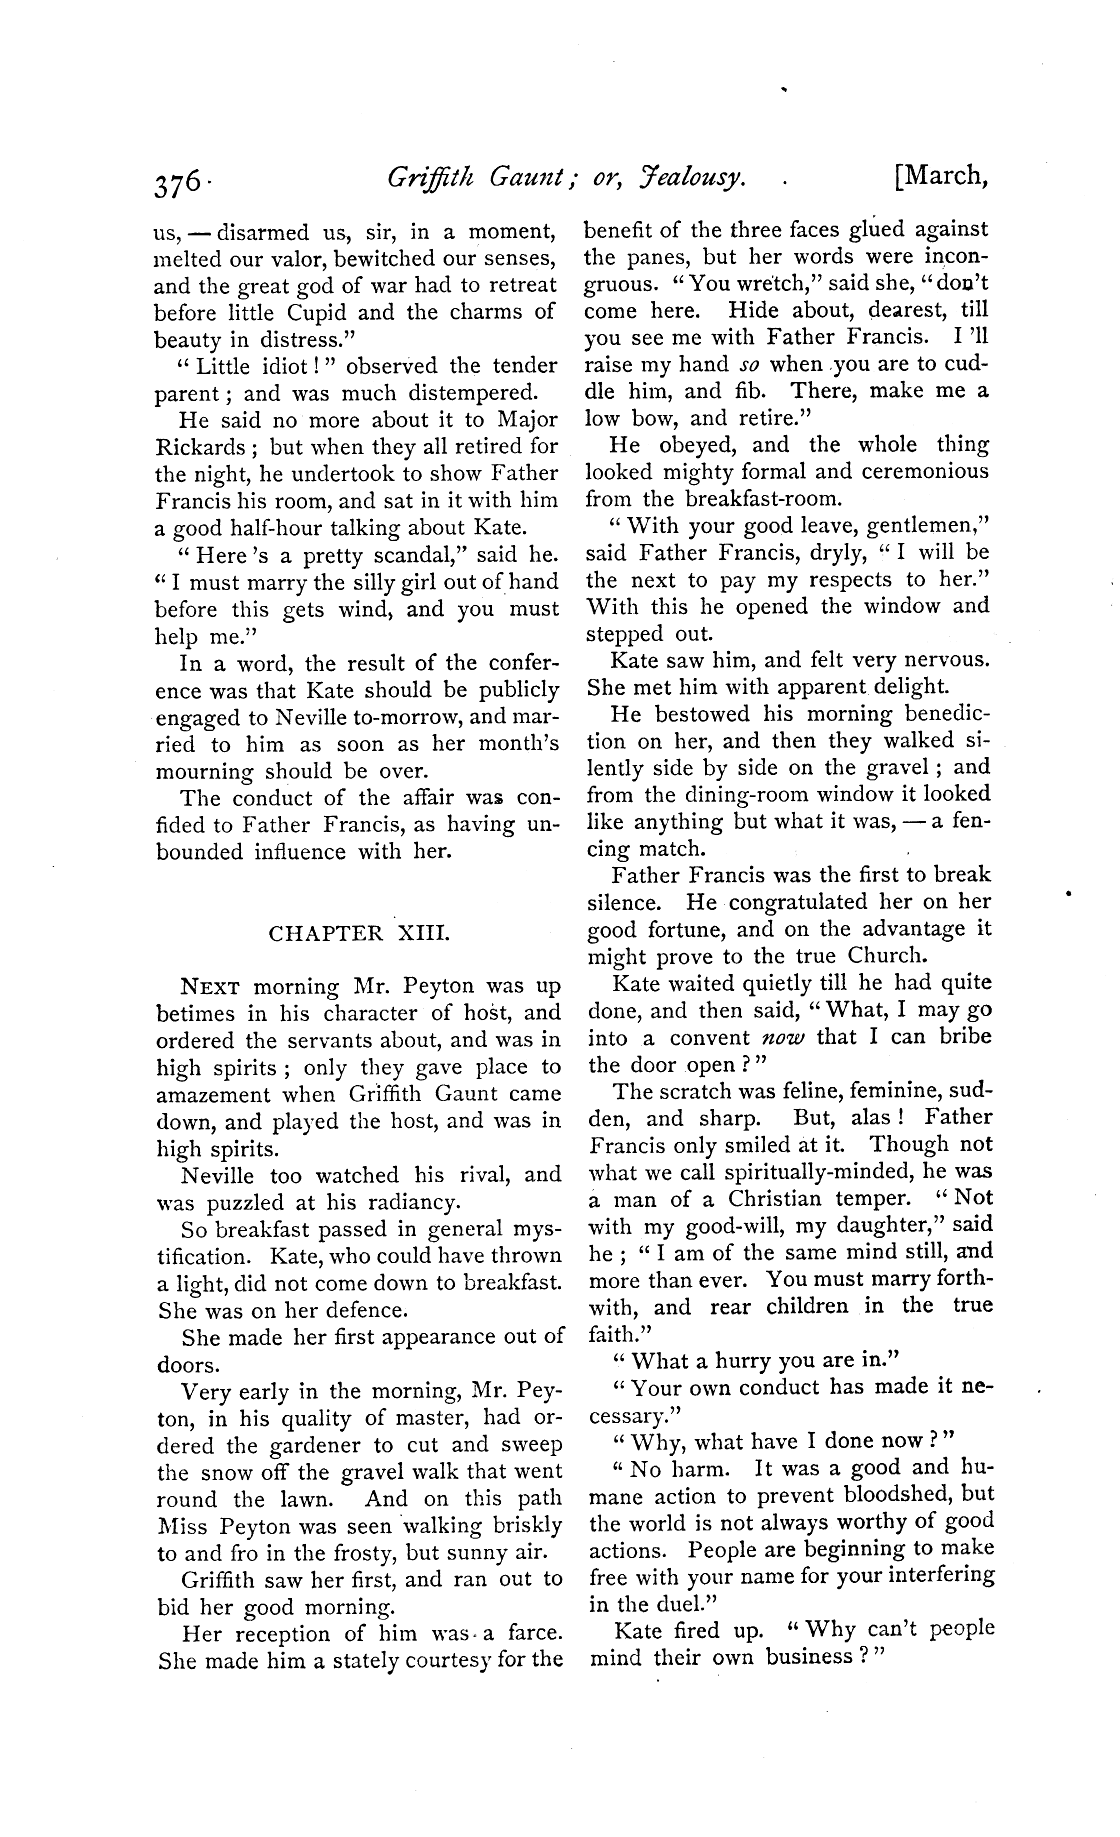 376. Griffith Gaunt; or, Jealousy. [March,
us, — disarmed us, sir, in a moment,
melted our valor, bewitched our senses,
and the great god of war had to retreat
before little Cupid and the charms of
beauty in distress.”
“ Little idiot! ” observed the tender
parent ; and was much distempered.
He said no more about it to Major
Rickards ; but when they all retired for
the night, he undertook to show Father
Francis his room, and sat in it with him
a good half-hour talking about Kate.
“ Here 's a pretty scandal,” said he.
“ I must marry the silly girl out of hand
before this gets wind, and you must
help me.”
In a word, the result of the confer-
ence was that Kate should be publicly
engaged to Neville to-morrow, and mar-
ried to him as soon as her month's
mourning should be over.
The conduct of the affair was con-
fided to Father Francis, as having un-
bounded influence with her.
CHAPTER XIII.
NEXT morning Mr. Peyton was up
betimes in his character of host, and
ordered the servants about, and was in
high spirits ; only they gave place to
amazement when Griffith Gaunt came
down, and played the host, and was in
high spirits.
Neville too watched his rival, and
was puzzled at his radiancy.
So breakfast passed in general mys-
tification. Kate, who could have thrown
a light, did not come down to breakfast.
She was on her defence.
She made her first appearance out of
doors.
Very early in the morning, Mr. Pey-
ton, in his quality of master, had or-
dered the gardener to cut and sweep
the snow off the gravel walk that went
round the lawn. And on this path
Miss Peyton was seen walking briskly
to and fro in the frosty, but sunny air.
Griffith saw her first, and ran out to
bid her good morning.
Her reception of him was a farce.
She made him a stately courtesy for the
benefit of the three faces glued against
the panes, but her words were incon-
gruous. “ You wretch,” said she, “ don't
come here. Hide about, dearest, till
you see me with Father Francis. I 'll
raise my hand so when you are to cud-
dle him, and fib. There, make me a
low bow, and retire.”
He obeyed, and the whole thing
looked mighty formal and ceremonious
from the breakfast-room.
“ With your good leave, gentlemen,”
said Father Francis, dryly, “ I will be
the next to pay my respects to her.”
With this he opened the window and
stepped out.
Kate saw him, and felt very nervous.
She met him with apparent delight.
He bestowed his morning benedic-
tion on her, and then they walked si-
lently side by side on the gravel ; and
from the dining-room window it looked
like anything but what it was, — a fen-
cing match.
Father Francis was the first to break
silence. He congratulated her on her
good fortune, and on the advantage it
might prove to the true Church.
Kate waited quietly till he had quite
done, and then said, “ What, I may go
into a convent now that I can bribe
the door open ? ”
The scratch was feline, feminine, sud-
den, and sharp. But, alas ! Father
Francis only smiled at it. Though not
what we call spiritually-minded, he was
a man of a Christian temper. “ Not
with my good-will, my daughter,” said
he ; “ I am of the same mind still, and
more than ever. You must marry forth-
with, and rear children in the true
faith.”
“ What a hurry you are in.”
“ Your own conduct has made it ne-
cessary.”
“ Why, what have I done now ? ”
“ No harm. It was a good and hu-
mane action to prevent bloodshed, but
the world is not always worthy of good
actions. People are beginning to make
free with your name for your interfering
in the duel.”
Kate fired up. “ Why can't people
mind their own business ? ”